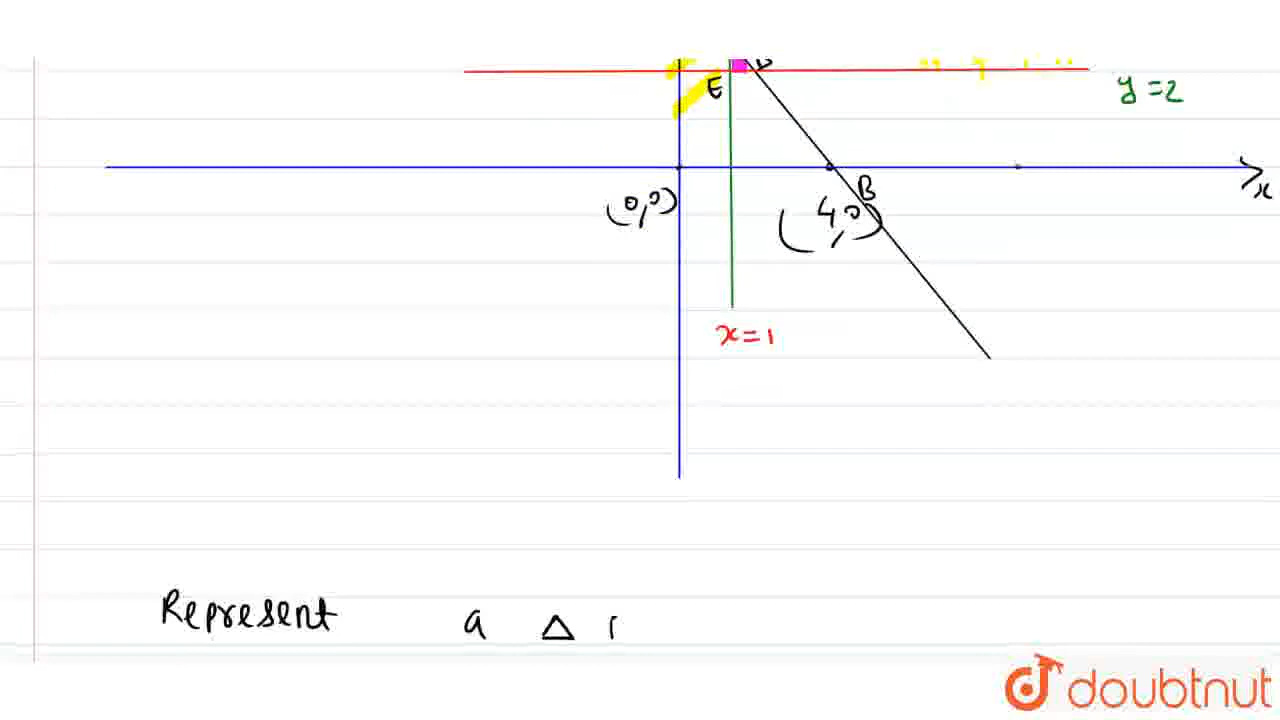 E
y = 2
x
(0,0)
B
(4,0)
x = 1
Represent a Δ
doubtnut